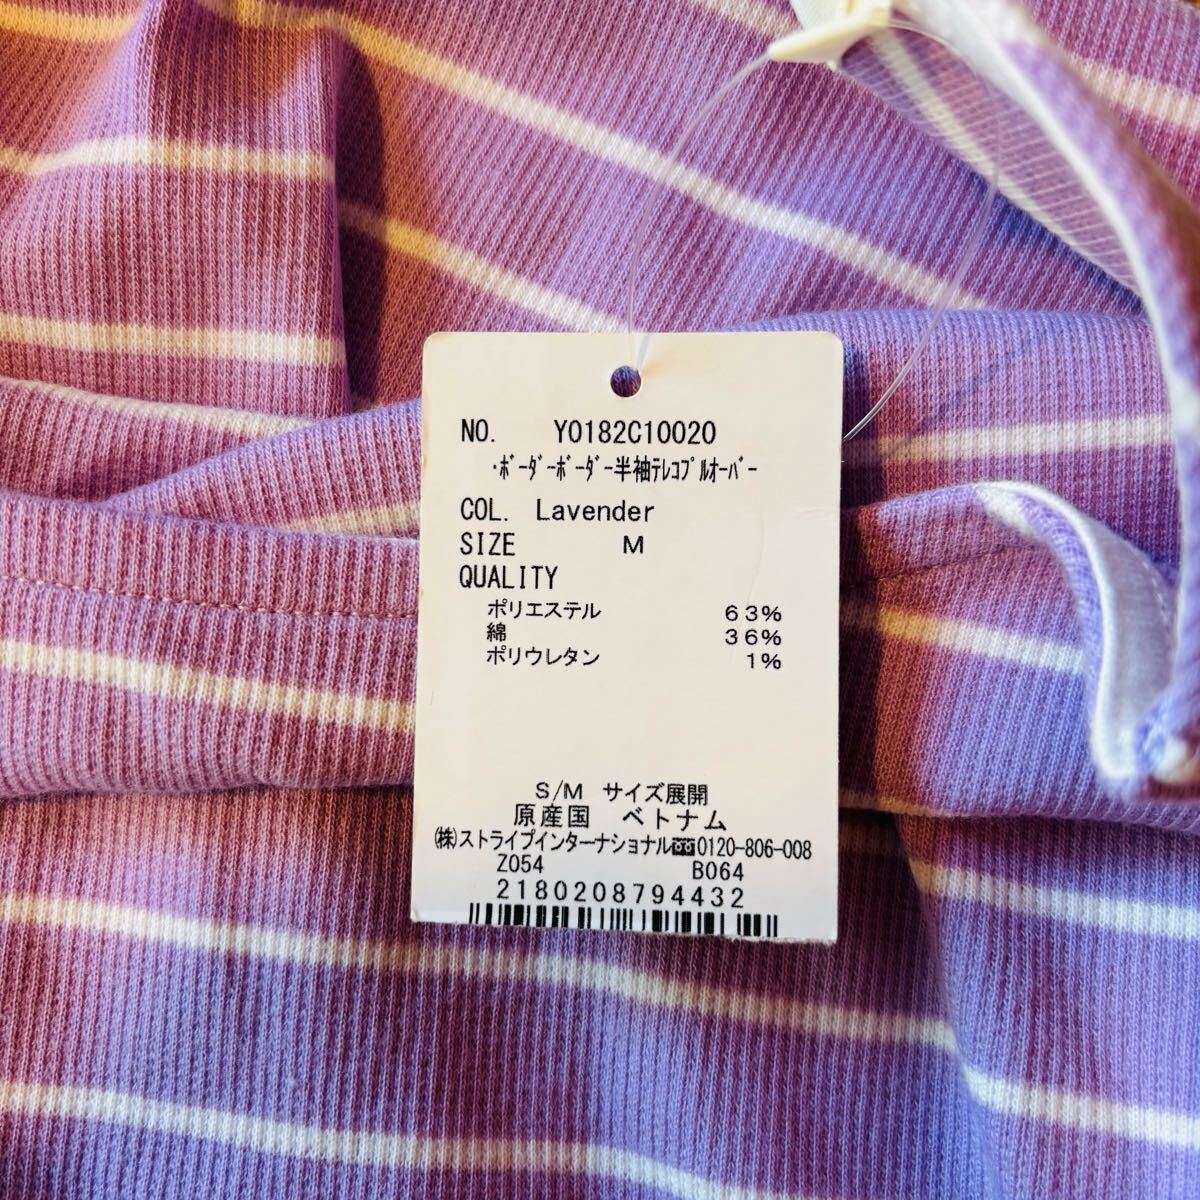 NO. Y0182C10020
・ﾎﾞｰﾀﾞｰﾎﾞｰﾀﾞｰ半袖ﾃﾚｺﾌﾟﾙｵｰﾊﾞｰ
COL. Lavender
SIZE M
QUALITY
ポリエステル 63%
綿 36%
ポリウレタン 1%
S/M サイズ展開
原産国 ベトナム
(株)ストライプインターナショナル 0120-806-008
Z054 B064
2180208794432